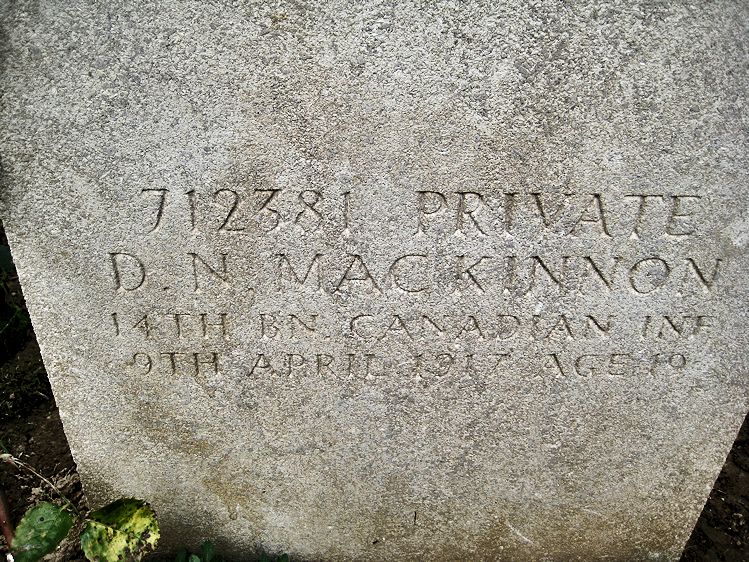 712381 PRIVATE
D. N. MACKINNON
14TH BN. CANADIAN INF
9TH APRIL 1917 AGE 19